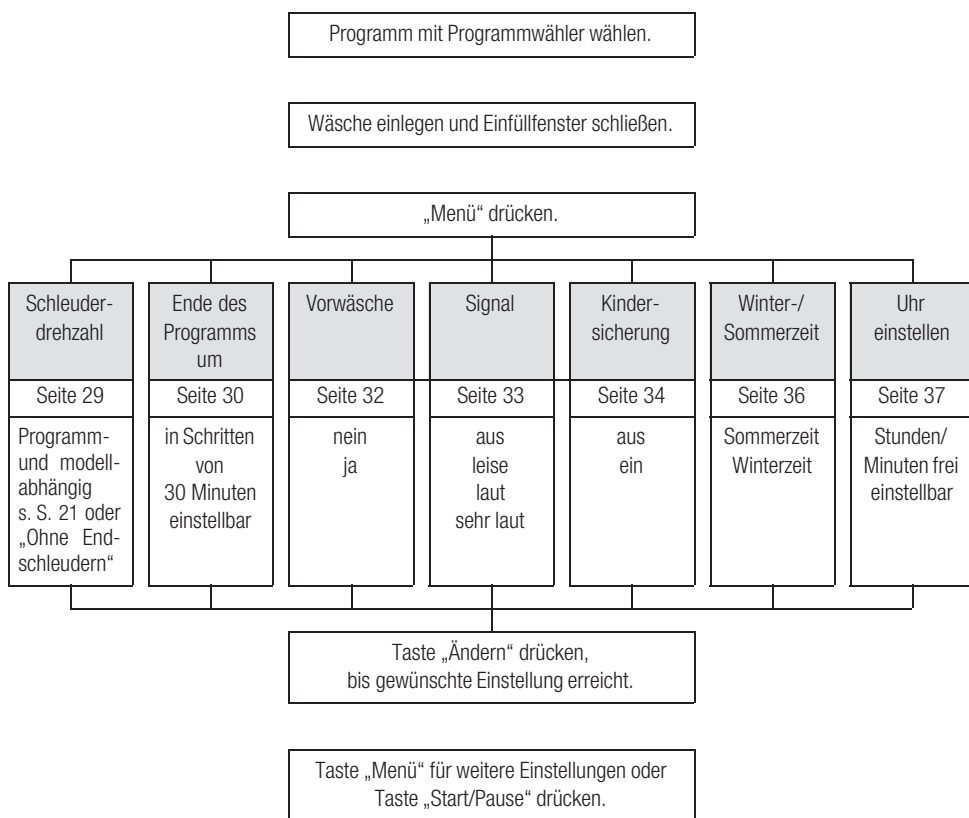 Programm mit Programmwähler wählen.
Wäsche einlegen und Einfüllfenster schließen.
„Menü“ drücken.
Schleuder-
drehzahl
Seite 29
Programm-
und modell-
abhängig
s. S. 21 oder
„Ohne End-
schleudern“
Ende des
Programms
um
Seite 30
in Schritten
von
30 Minuten
einstellbar
Vorwäsche
Seite 32
nein
ja
Signal
Seite 33
aus
leise
laut
sehr laut
Kinder-
sicherung
Seite 34
aus
ein
Winter-/
Sommerzeit
Seite 36
Sommerzeit
Winterzeit
Uhr
einstellen
Seite 37
Stunden/
Minuten frei
einstellbar
Taste „Ändern“ drücken,
bis gewünschte Einstellung erreicht.
Taste „Menü“ für weitere Einstellungen oder
Taste „Start/Pause“ drücken.